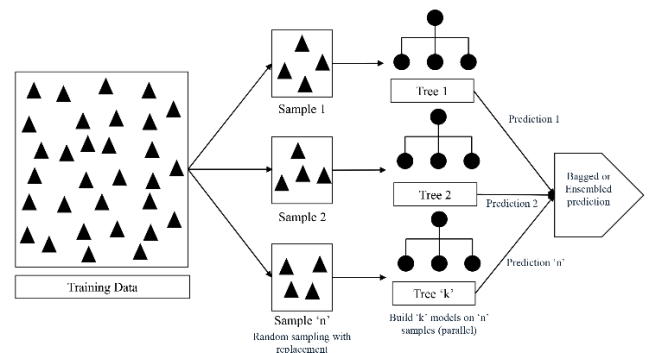 Training Data
Sample 1
Sample 2
Sample 'n'
Random sampling with
replacement
Tree 1
Tree 2
Tree 'k'
Build 'k' models on 'n'
samples (parallel)
Prediction 1
Prediction 2
Prediction 'n'
Bagged or
Ensembled
prediction